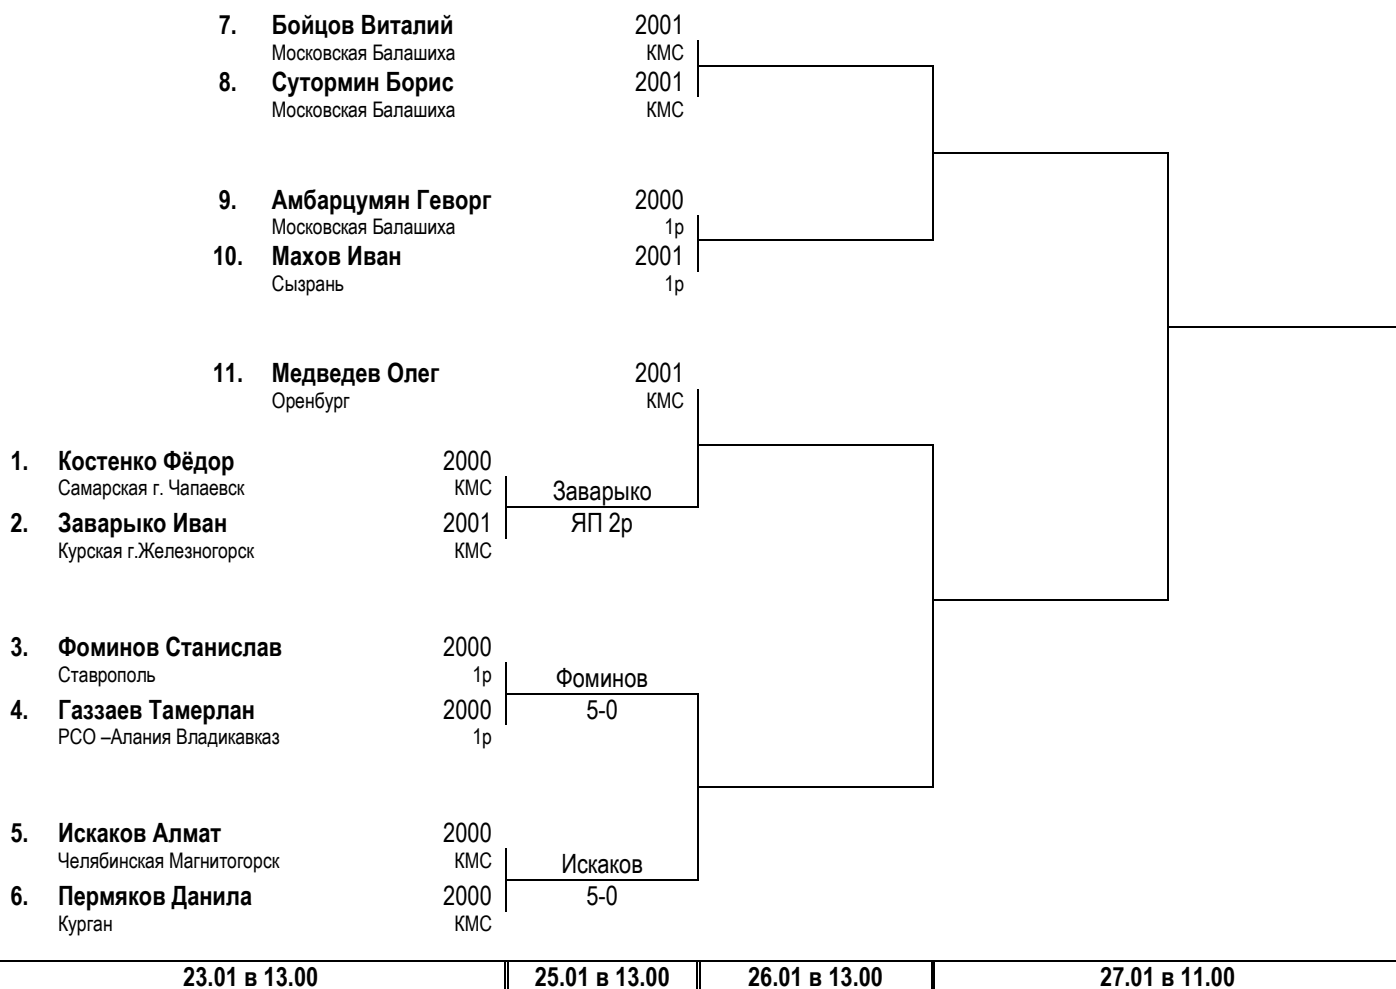 7. Бойцов Виталий 2001
Московская Балашиха КМС
8. Сутормин Борис 2001
Московская Балашиха КМС
9. Амбарцумян Геворг 2000
Московская Балашиха 1р
10. Махов Иван 2001
Сызрань 1р
11. Медведев Олег 2001
Оренбург КМС
1. Костенко Фёдор 2000
Самарская г. Чапаевск КМС
Заварыко
2. Заварыко Иван 2001 ЯП 2р
Курская г.Железногорск КМС
3. Фоминов Станислав 2000
Ставрополь 1р Фоминов
4. Газзаев Тамерлан 2000 5-0
РСО –Алания Владикавказ 1р
5. Искаков Алмат 2000
Челябинская Магнитогорск КМС Искаков
6. Пермяков Данила 2000 5-0
Курган КМС
23.01 в 13.00 25.01 в 13.00 26.01 в 13.00 27.01 в 11.00